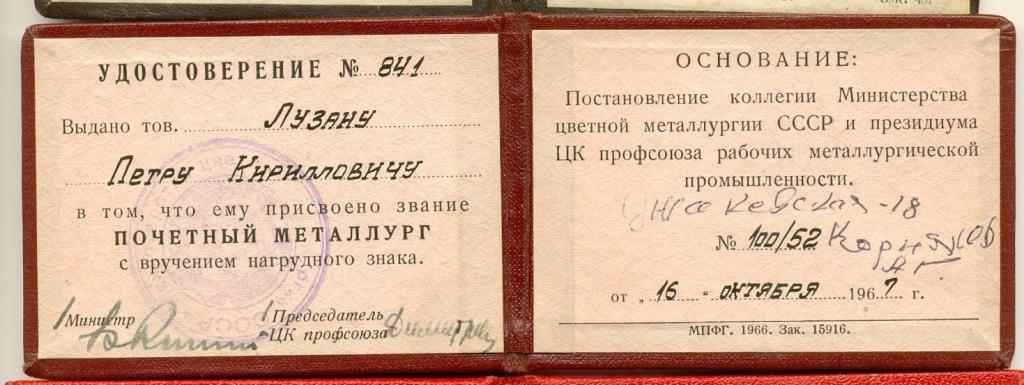 УДОСТОВЕРЕНИЕ № 841
Выдано тов. Лузану
Петру Кирилловичу
в том, что ему присвоено звание
ПОЧЕТНЫЙ МЕТАЛЛУРГ
с вручением нагрудного знака.
Министр
Председатель
ЦК профсоюза
ОСНОВАНИЕ:
Постановление коллегии Министерства
цветной металлургии СССР и президиума
ЦК профсоюза рабочих металлургической
промышленности.
№ 100/52
от „16" октября 1967 г.
МПФГ. 1966. Зак. 15916.